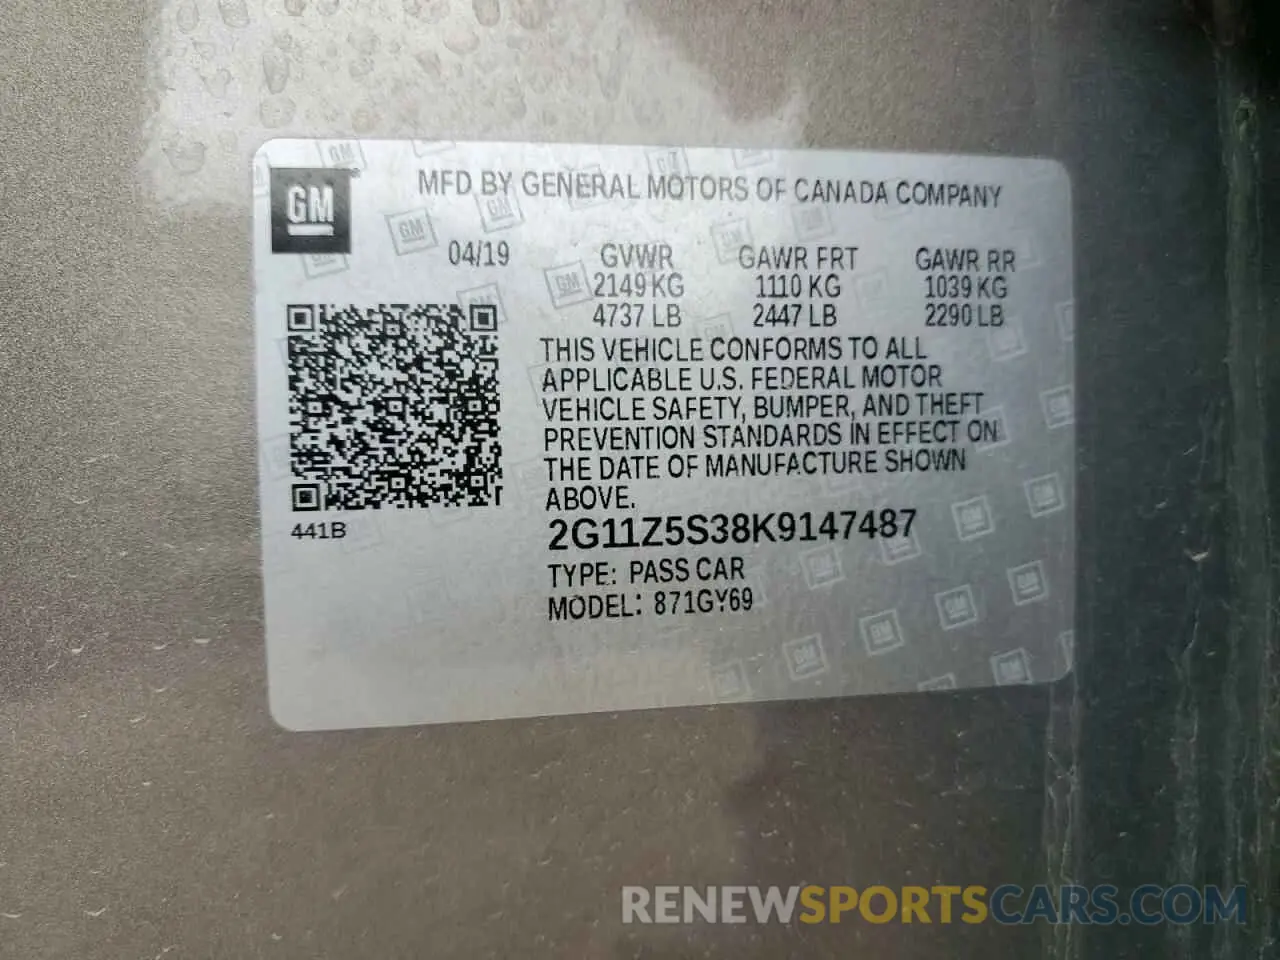 GM
MFD BY GENERAL MOTORS OF CANADA COMPANY
04/19 GVWR GAWR FRT GAWR RR
2149 KG 1110 KG 1039 KG
4737 LB 2447 LB 2290 LB
THIS VEHICLE CONFORMS TO ALL
APPLICABLE U.S. FEDERAL MOTOR
VEHICLE SAFETY, BUMPER, AND THEFT
PREVENTION STANDARDS IN EFFECT ON
THE DATE OF MANUFACTURE SHOWN
ABOVE.
441B
2G11Z5S38K9147487
TYPE: PASS CAR
MODEL: 871GY69
RENEWSPORTSCARS.COM